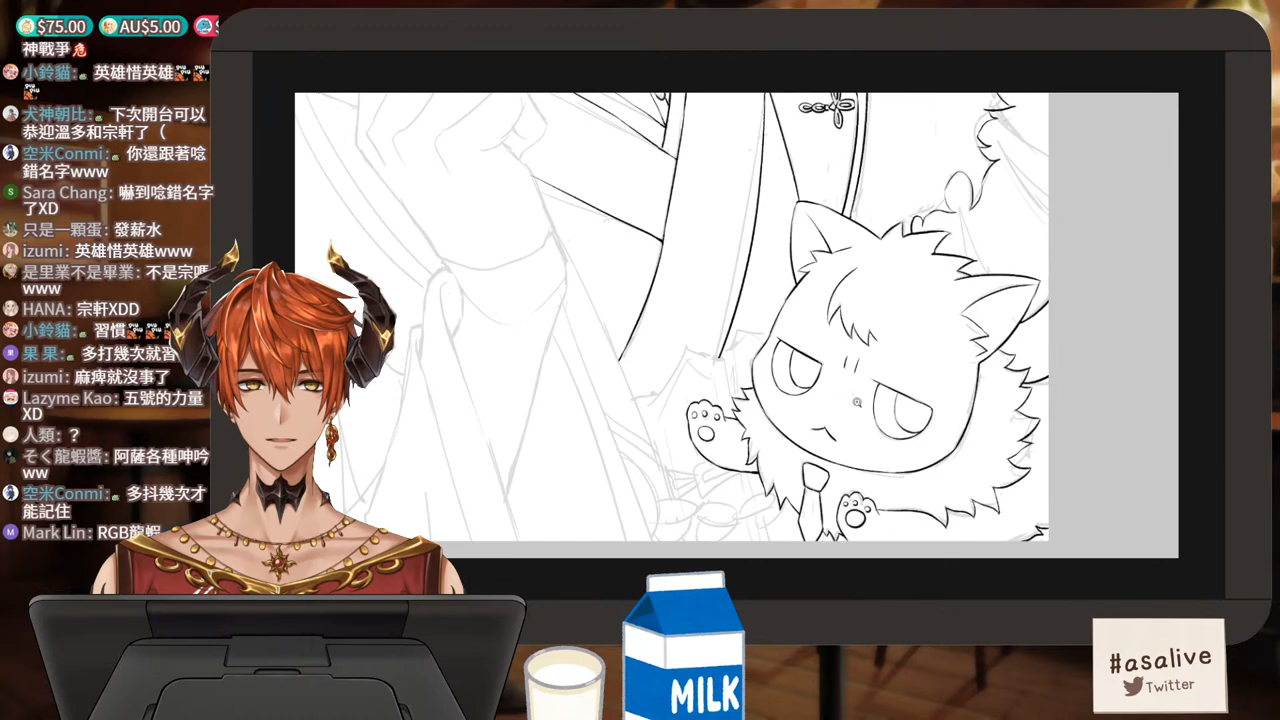 $75.00 AU$5.00
神戰爭
小鈴貓: 英雄惜英雄
犬神朝比: 下次開台可以
恭迎溫多和宗軒了（
空米Conmi: 你還跟著唸
錯名字www
Sara Chang: 嚇到唸錯名字
了XD
只是一顆蛋: 發薪水
izumi: 英雄惜英雄www
是里業不是畢業: 不是宗嗎
www
HANA: 宗軒XDD
小鈴貓: 習慣
果 果: 多打幾次就習
izumi: 麻痺就沒事了
Lazyme Kao: 五號的力量
XD
人類: ？
そく龍蝦醬: 阿薩各種呻吟
ww
空米Conmi: 多抖幾次才
能記住
Mark Lin: RGB龍蝦
MILK
#asalive
Twitter